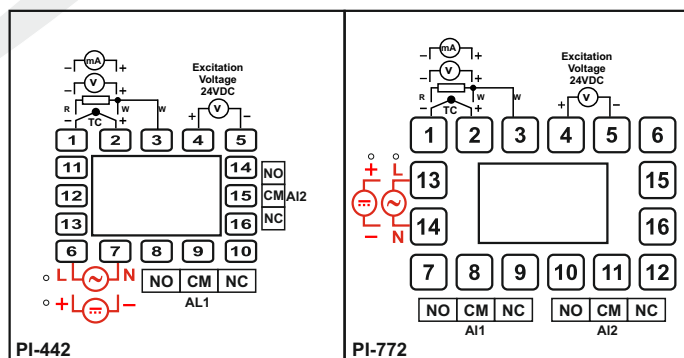 mA
− +
V
− +
R W W
− TC +
Excitation
Voltage
24VDC
+ V −
1 2 3 4 5
11 14 NO
12 15 CM AI2
13 16 NC
6 7 8 9 10
L N NO CM NC
+ − AL1
PI-442
mA
− +
V
− +
R W W
− TC +
Excitation
Voltage
24VDC
+ V −
1 2 3 4 5 6
+ L
13 15
14 16
− N
7 8 9 10 11 12
NO CM NC NO CM NC
AI1 AI2
PI-772